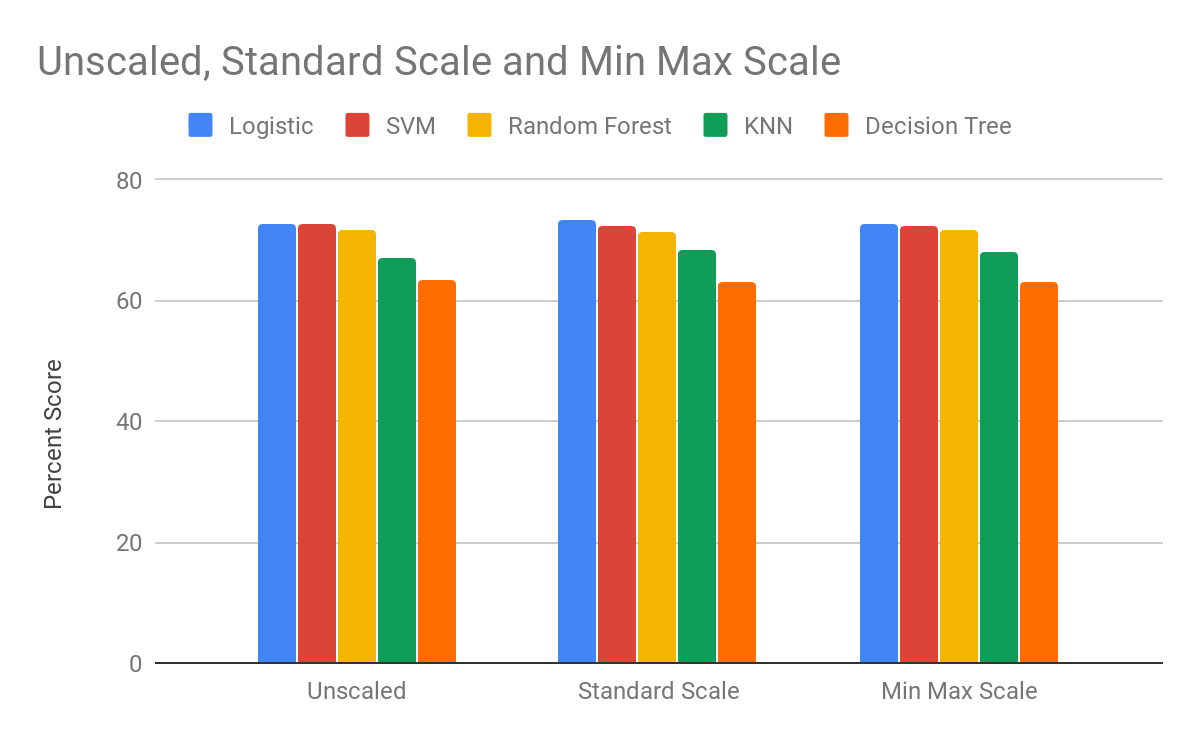 Unscaled, Standard Scale and Min Max Scale
Logistic SVM Random Forest KNN Decision Tree
80
60
40
20
0
Percent Score
Unscaled Standard Scale Min Max Scale